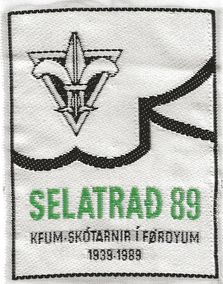 SELATRAÐ 89
KFUM-SKÓTARNIR Í FØROYUM
1939-1989